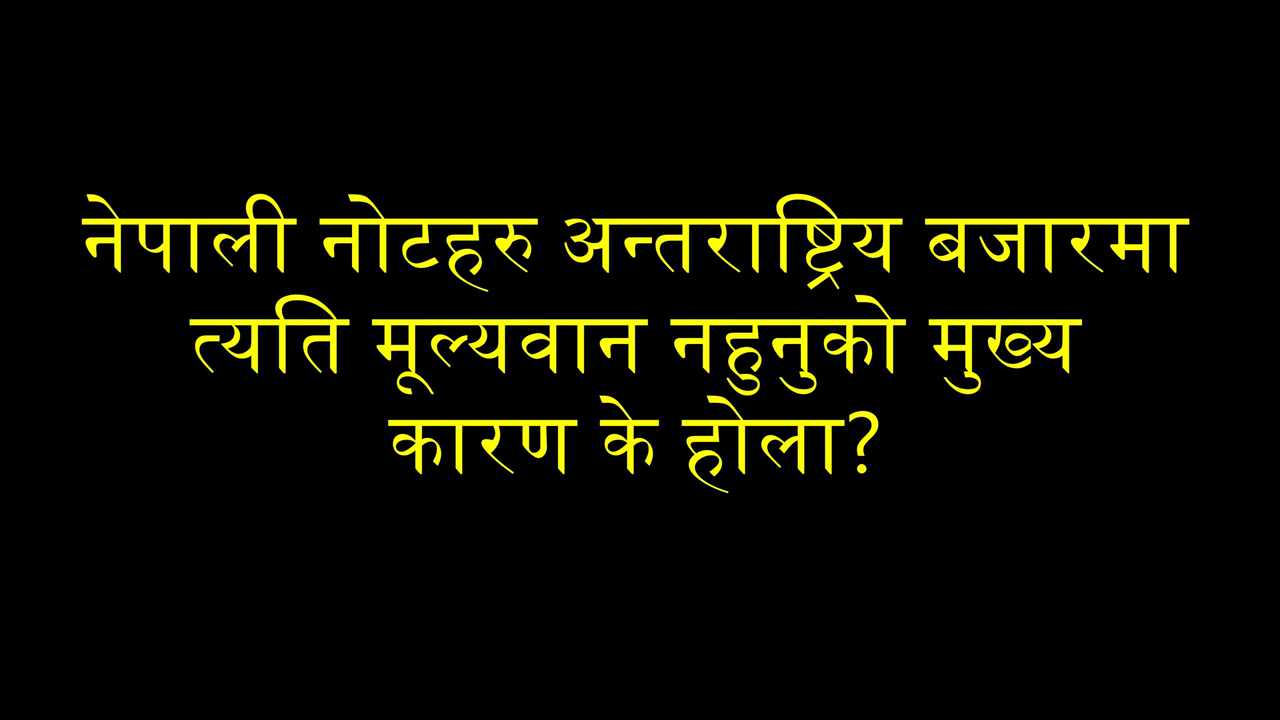 नेपाली नोटहरु अन्तराष्ट्रिय बजारमा
त्यति मूल्यवान नहुनुको मुख्य
कारण के होला?